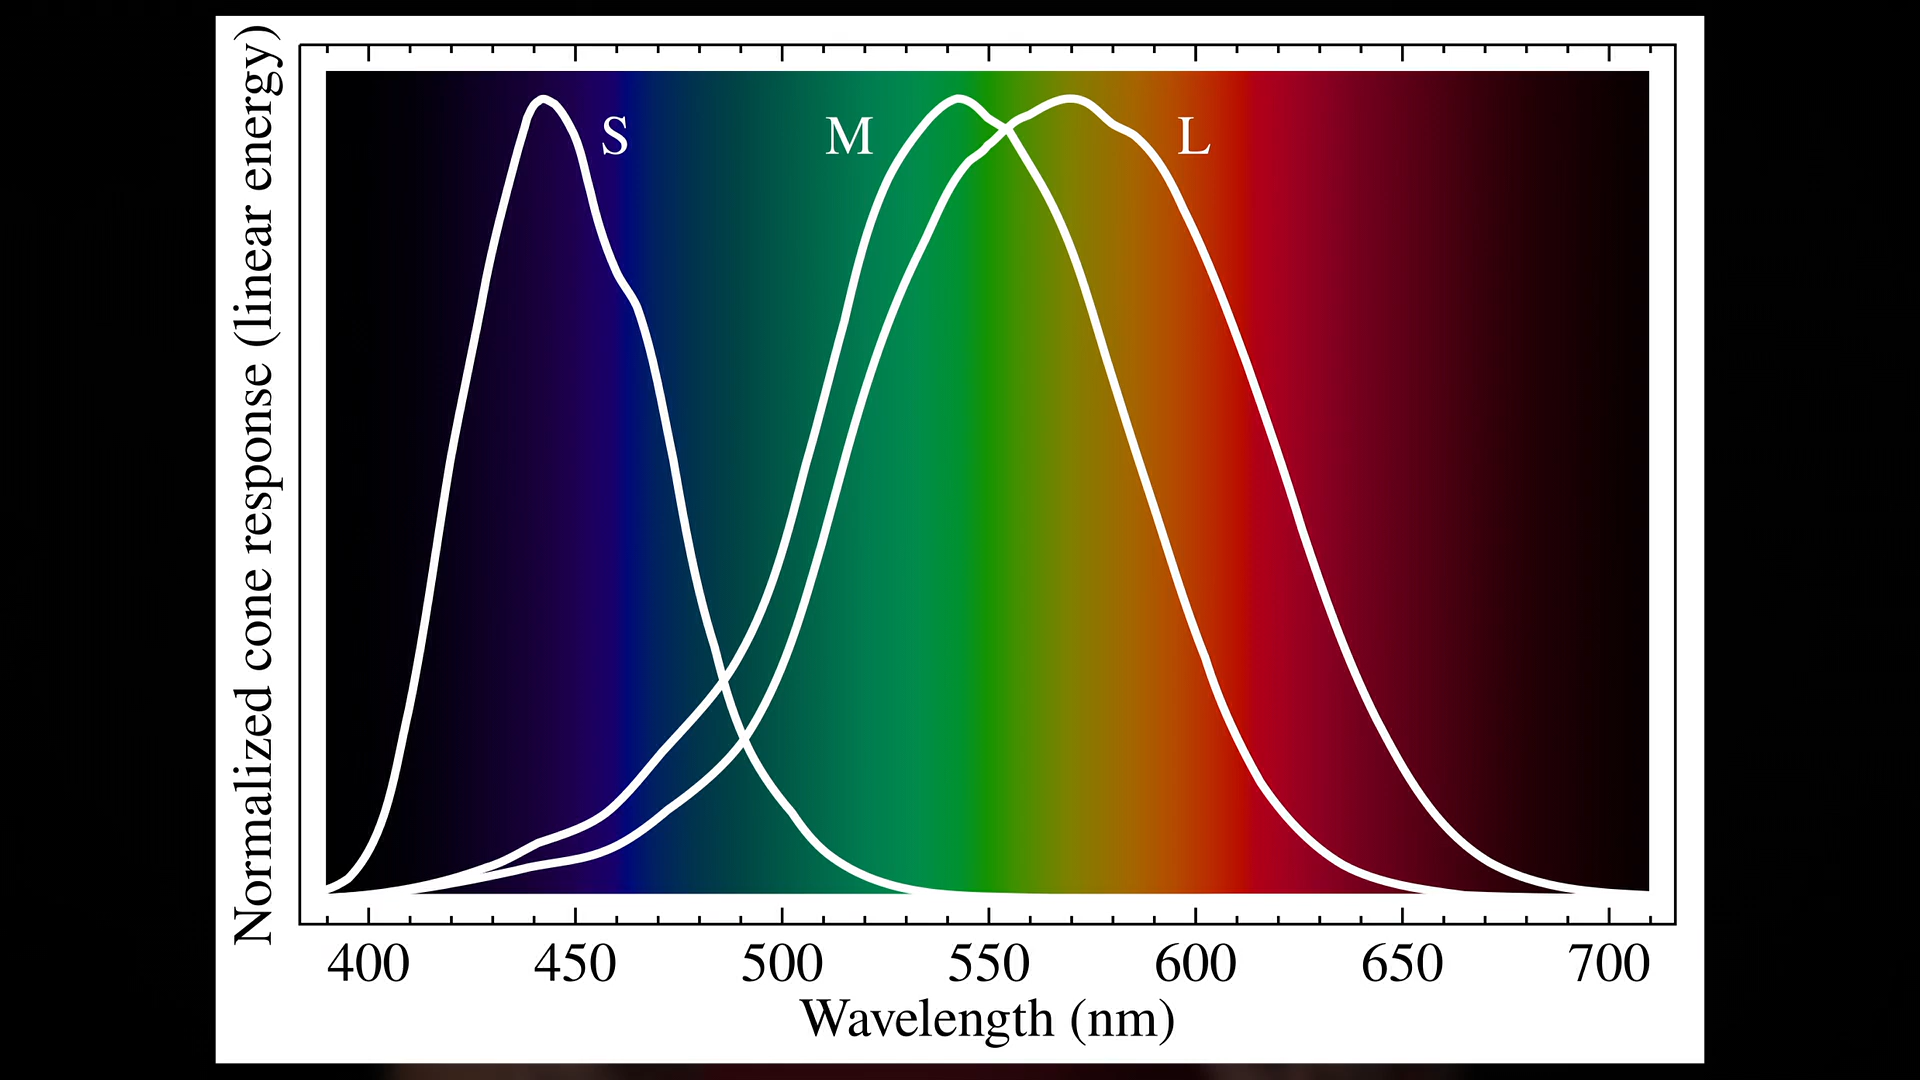 Normalized cone response (linear energy)
S
M
L
400 450 500 550 600 650 700
Wavelength (nm)